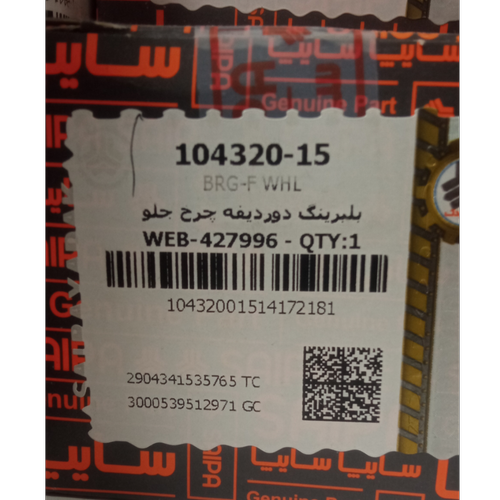 سایپا
Genuine Part
104320-15
BRG-F WHL
بلبرینگ دوردیفه چرخ جلو
WEB-427996 - QTY:1
10432001514172181
2904341535765 TC
3000539512971 GC
سایپا
سایپا
سایپا